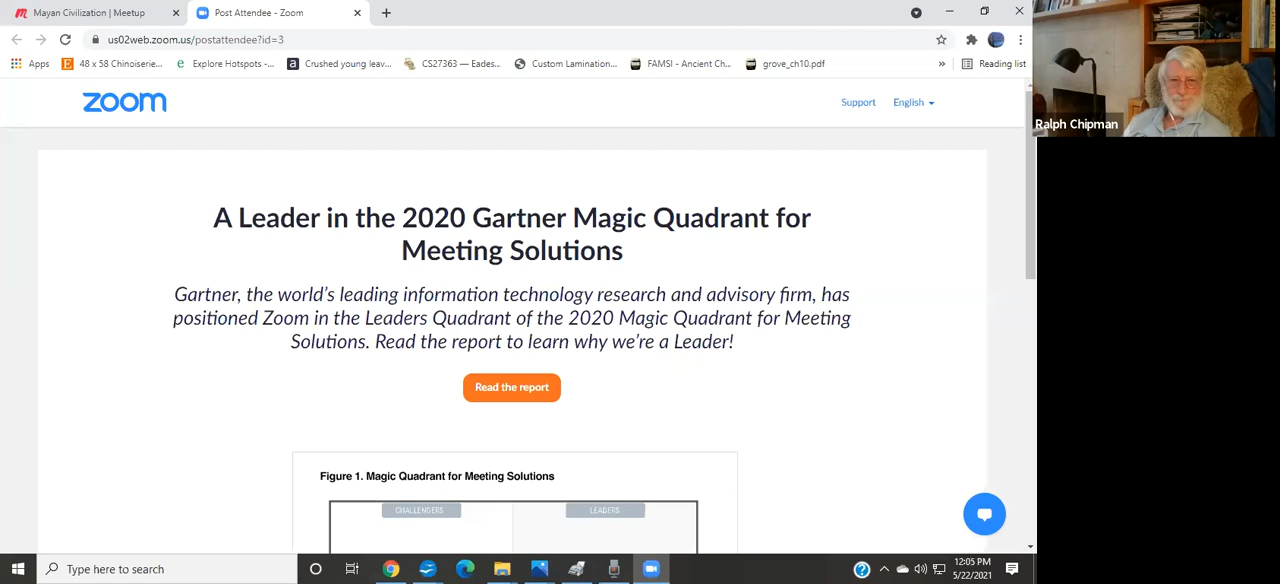 Mayan Civilization | Meetup
Post Attendee - Zoom
us02web.zoom.us/postattendee?id=3
Apps
48 x 58 Chinoiserie...
Explore Hotspots -...
Crushed young leav...
CS27363 — Eades...
Custom Lamination...
FAMSI - Ancient Ch...
grove_ch10.pdf
»
Reading list
zoom
Support
English
Ralph Chipman
A Leader in the 2020 Gartner Magic Quadrant for
Meeting Solutions
Gartner, the world's leading information technology research and advisory firm, has
positioned Zoom in the Leaders Quadrant of the 2020 Magic Quadrant for Meeting
Solutions. Read the report to learn why we're a Leader!
Read the report
Figure 1. Magic Quadrant for Meeting Solutions
CHALLENGERS
LEADERS
Type here to search
12:05 PM
5/22/2021